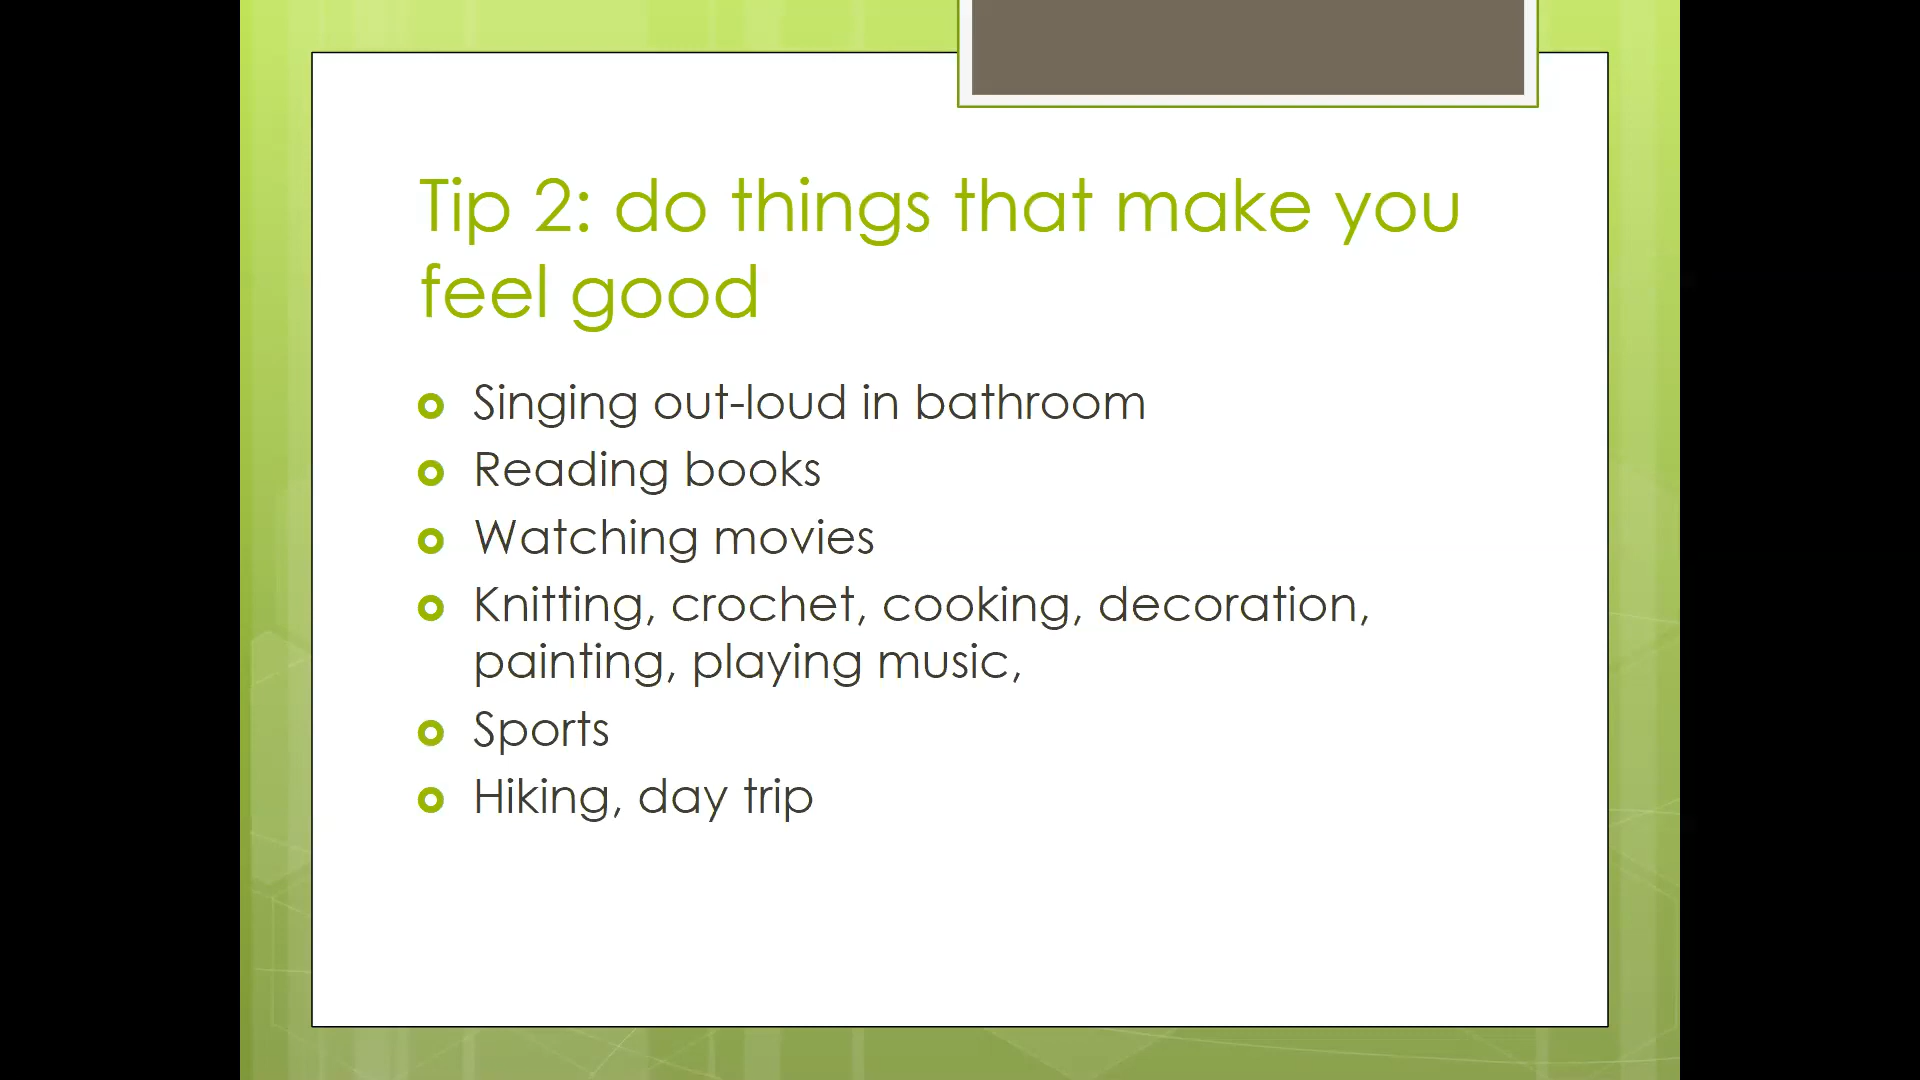 Tip 2: do things that make you
feel good
Singing out-loud in bathroom
Reading books
Watching movies
Knitting, crochet, cooking, decoration,
painting, playing music,
Sports
Hiking, day trip